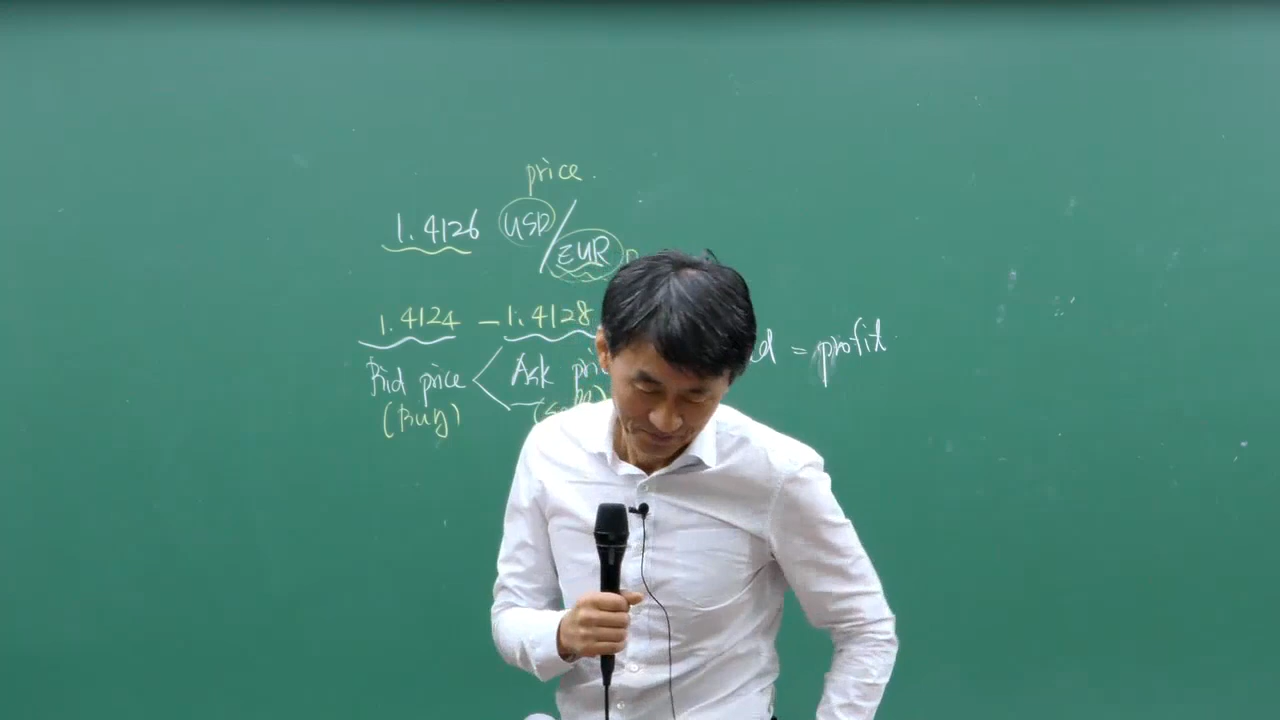 price.
1.4126 USD/EUR
1.4124 - 1.4128
Bid price < Ask = profit
(Buy)